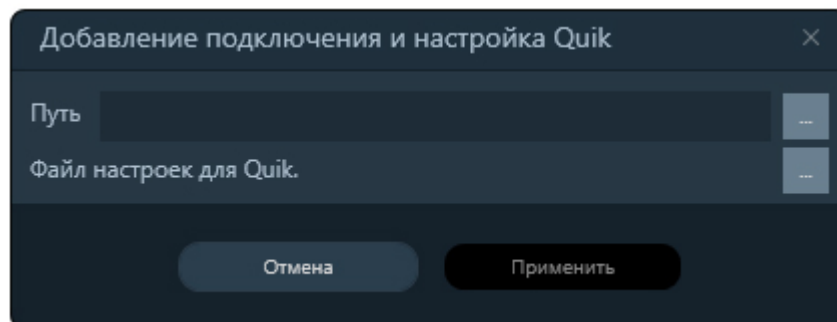 Добавление подключения и настройка Quik
Путь ...
Файл настроек для Quik. ...
Отмена Применить